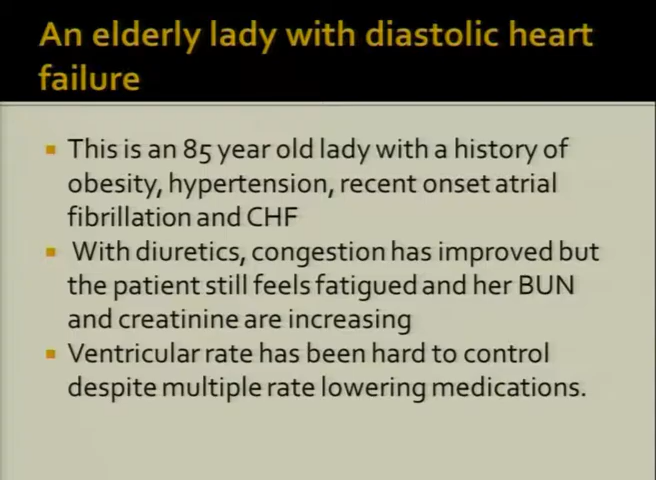 An elderly lady with diastolic heart
failure
This is an 85 year old lady with a history of
obesity, hypertension, recent onset atrial
fibrillation and CHF
With diuretics, congestion has improved but
the patient still feels fatigued and her BUN
and creatinine are increasing
Ventricular rate has been hard to control
despite multiple rate lowering medications.